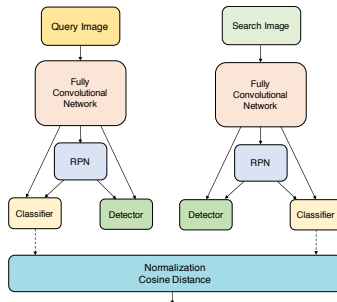 Query Image
Search Image
Fully
Convolutional
Network
Fully
Convolutional
Network
RPN
RPN
Classifier
Detector
Detector
Classifier
Normalization
Cosine Distance